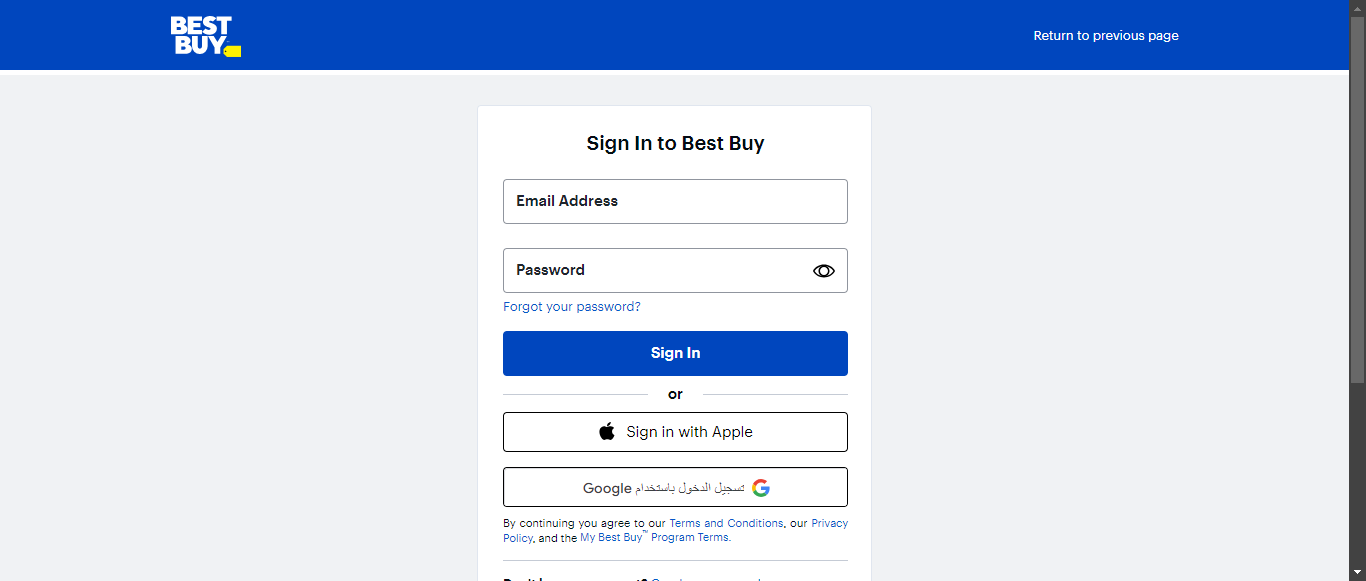 BEST
BUY
Return to previous page
Sign In to Best Buy
Email Address
Password
Forgot your password?
Sign In
or
Sign in with Apple
تسجيل الدخول باستخدام Google
By continuing you agree to our Terms and Conditions, our Privacy
Policy, and the My Best Buy™ Program Terms.